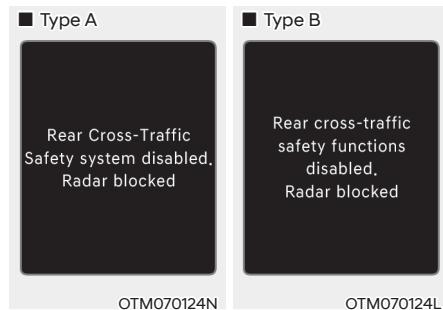 ■ Type A
Rear Cross-Traffic
Safety system disabled.
Radar blocked
OTM070124N
■ Type B
Rear cross-traffic
safety functions
disabled.
Radar blocked
OTM070124L